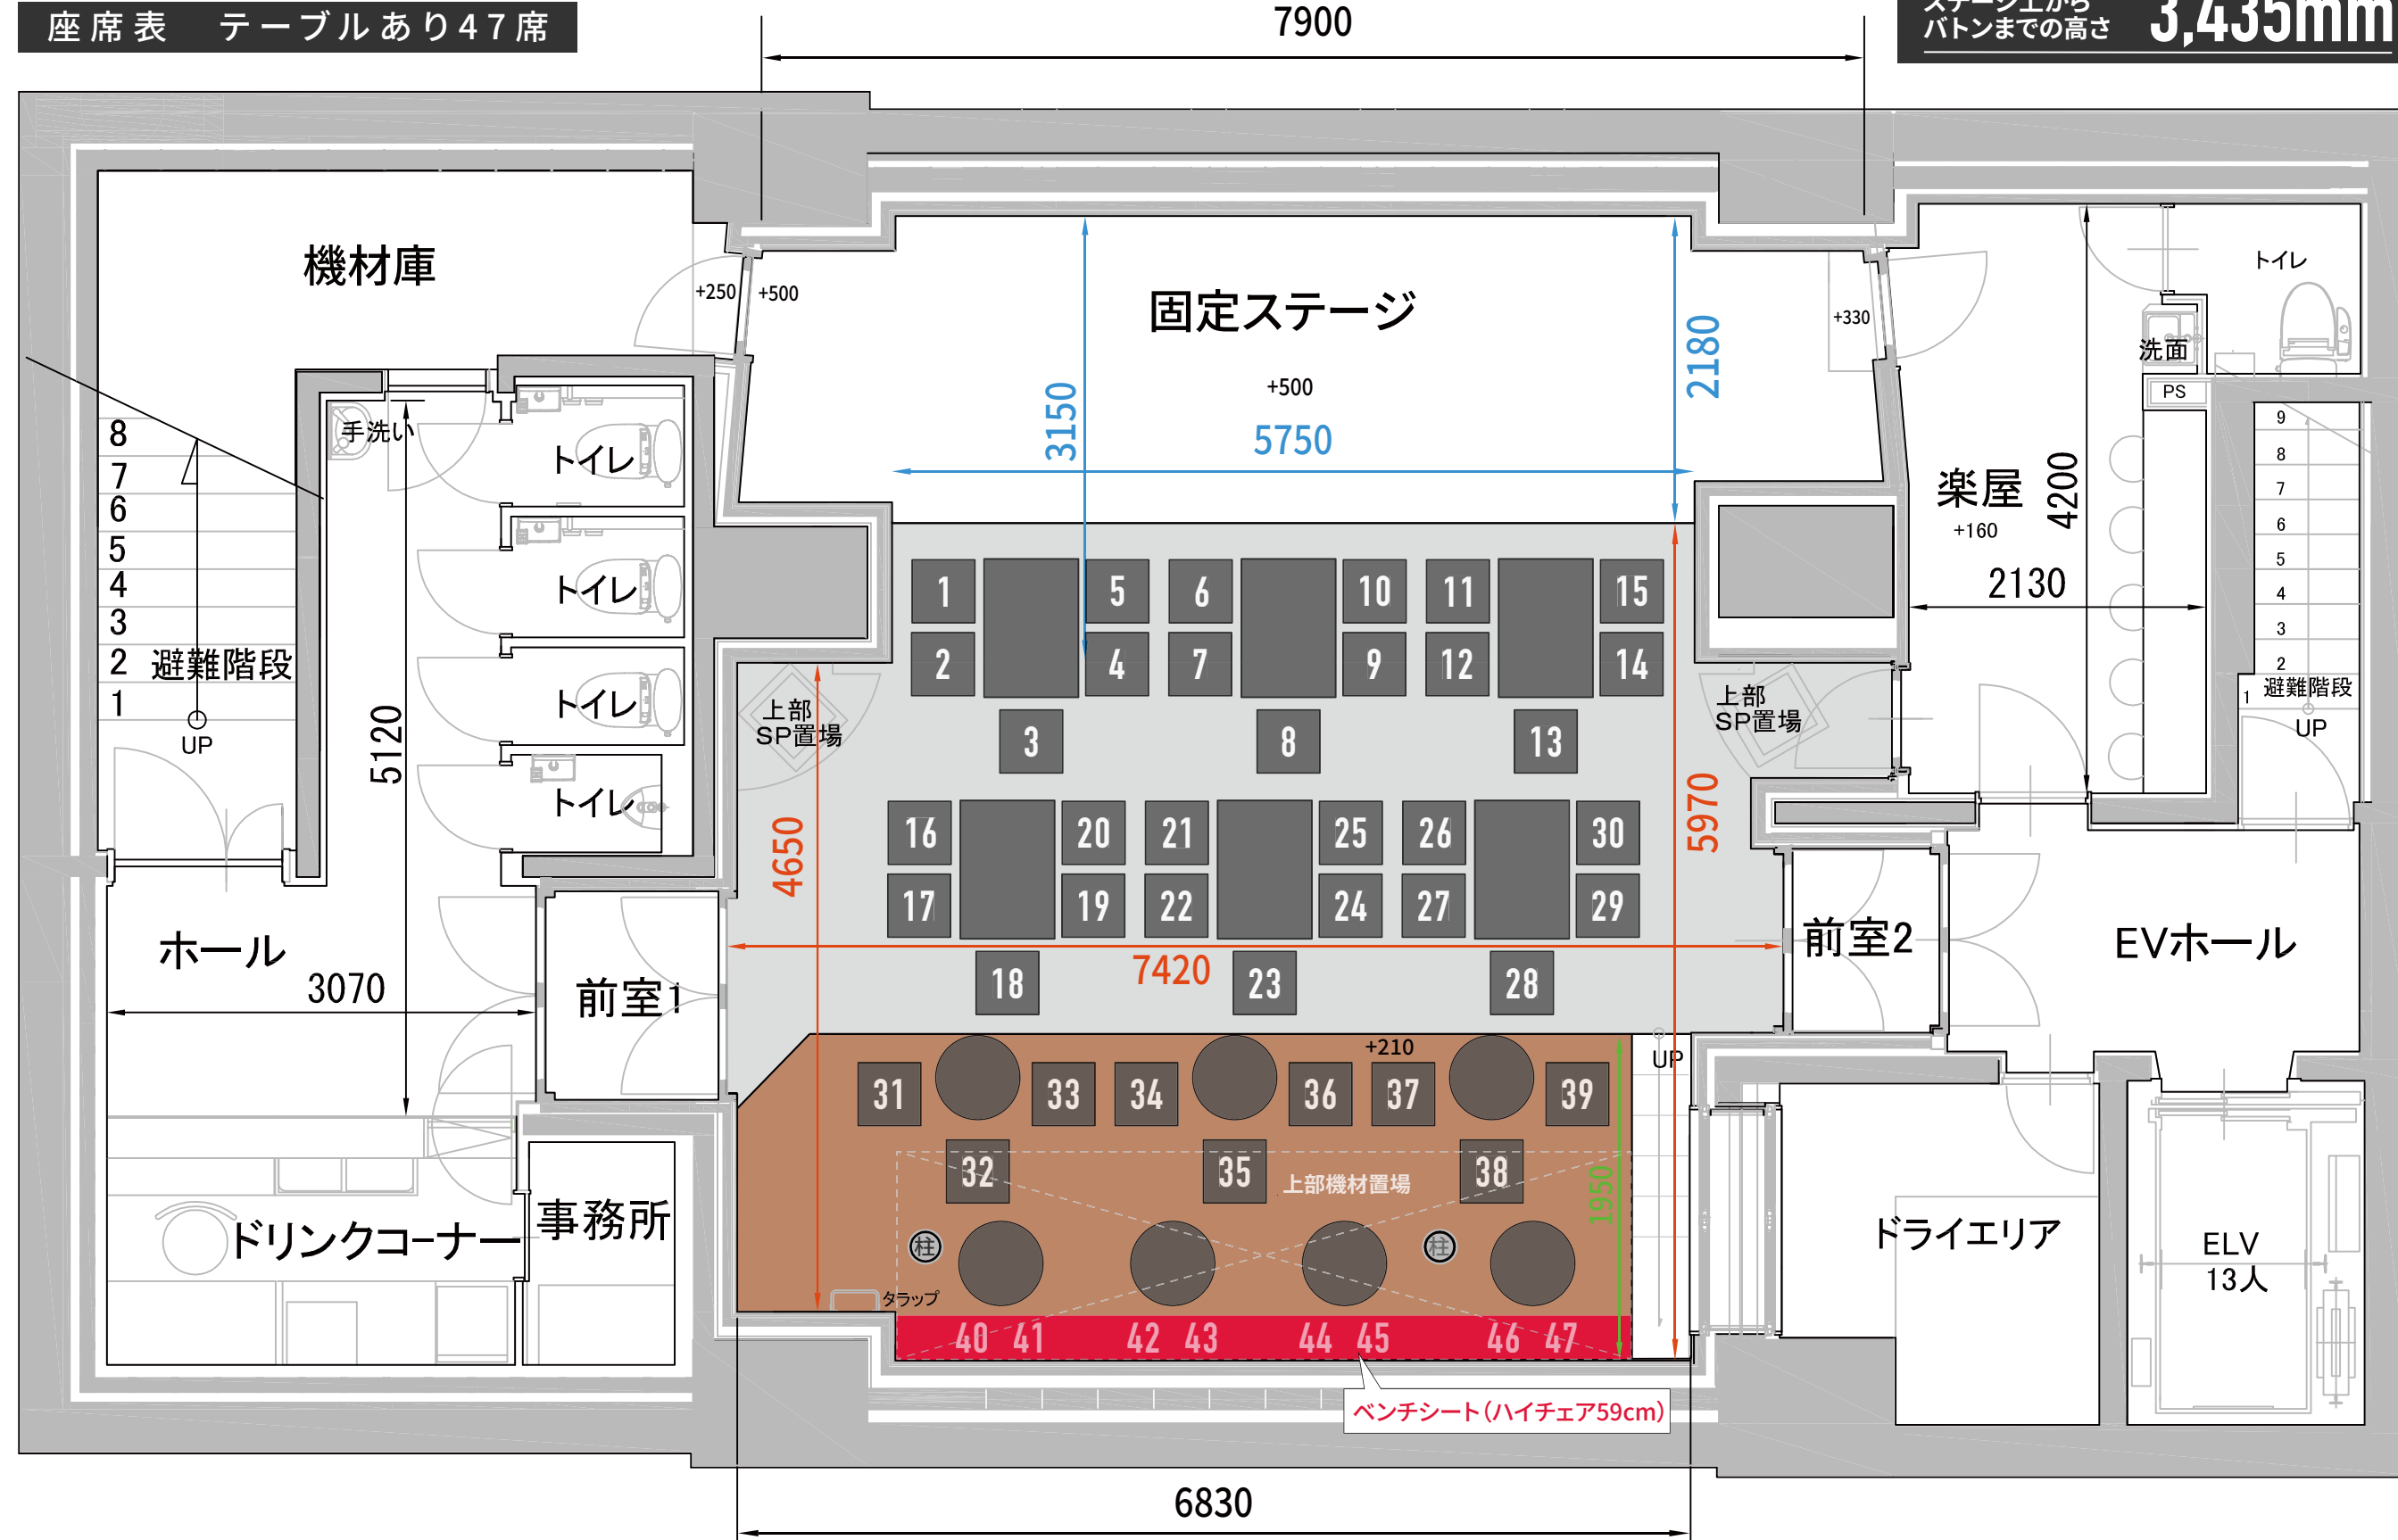 座席表　テーブルあり47席
7900
ステージ上から
バトンまでの高さ
3,435mm
機材庫
+250
+500
固定ステージ
+500
5750
3150
2180
+330
トイレ
洗面
PS
楽屋
+160
4200
2130
9
8
7
6
5
4
3
2
1
避難階段
UP
8
7
6
5
4
3
2
1
避難階段
UP
手洗い
トイレ
トイレ
トイレ
トイレ
5120
1 5 6 10 11 15
2 4 7 9 12 14
3 8 13
上部
SP置場
上部
SP置場
16 20 21 25 26 30
17 19 22 24 27 29
18 23 28
4650
5970
7420
ホール
3070
前室1
前室2
EVホール
+210
UP
31 33 34 36 37 39
32 35 38
上部機材置場
1950
柱
柱
タラップ
40 41 42 43 44 45 46 47
ベンチシート(ハイチェア59cm)
ドリンクコーナー
事務所
ドライエリア
ELV
13人
6830